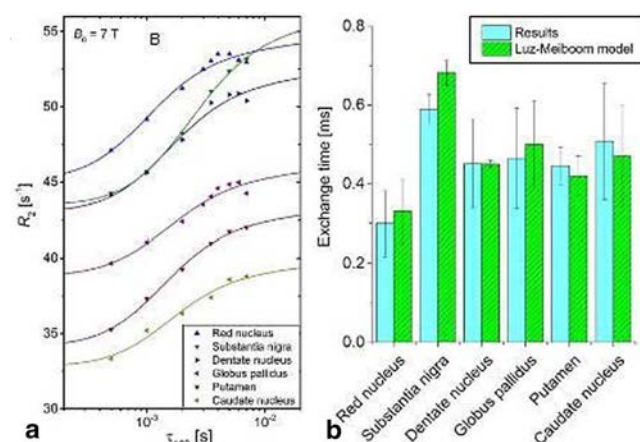 B₀ = 7 T
B
55
50
45
40
35
30
R₂ [s⁻¹]
10⁻³
10⁻²
[s]
Red nucleus
Substantia nigra
Dentate nucleus
Globus pallidus
Putamen
Caudate nucleus
a
Results
Luz-Meiboom model
0.8
0.6
0.4
0.2
0.0
Exchange time [ms]
Red nucleus
Substantia nigra
Dentate nucleus
Globus pallidus
Putamen
Caudate nucleus
b